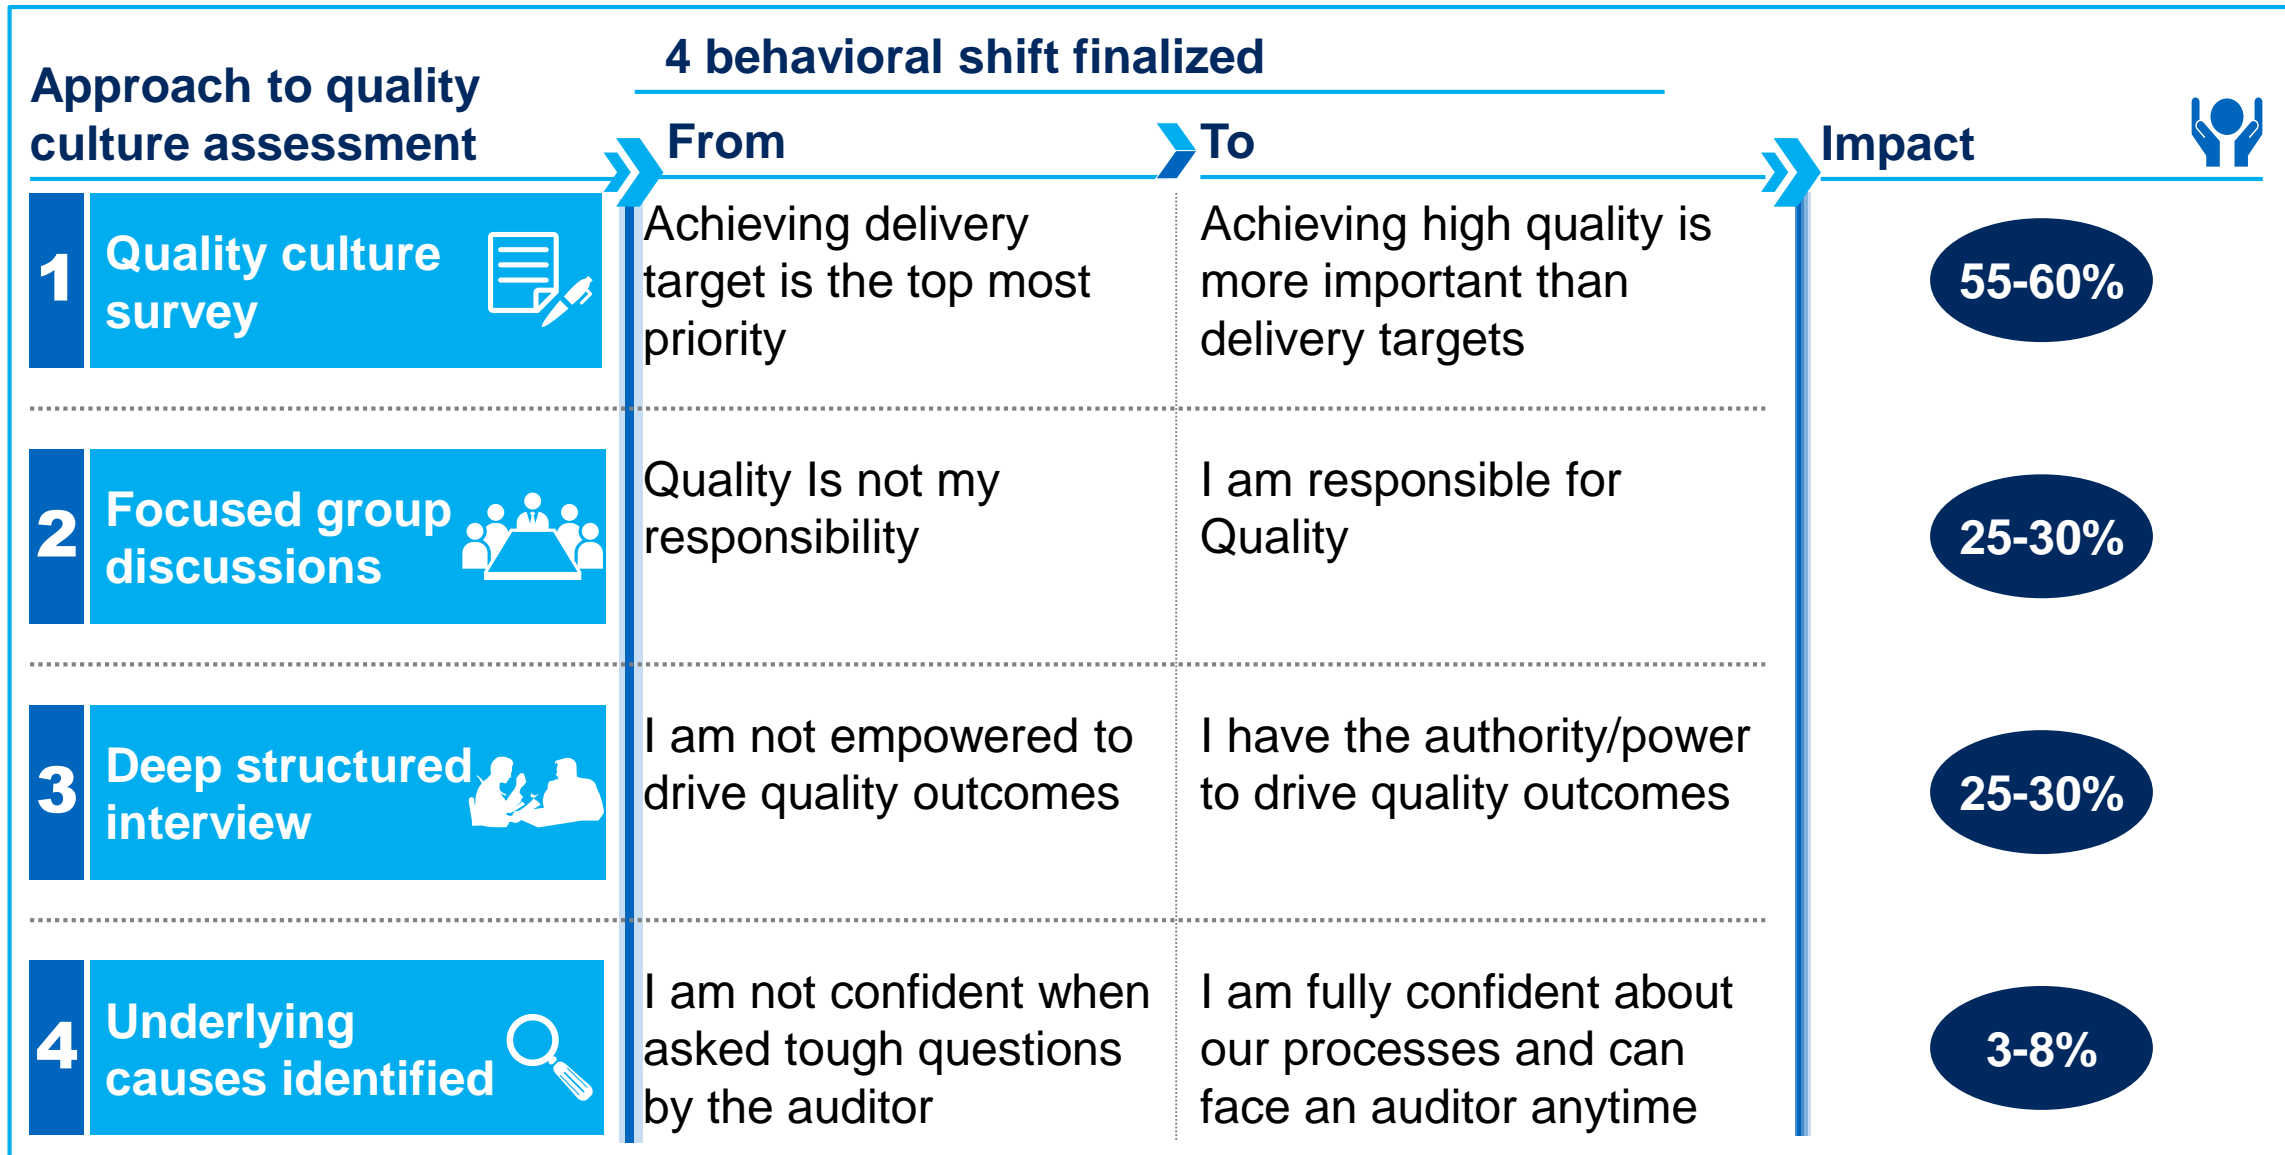 Approach to quality
culture assessment
4 behavioral shift finalized
From
To
Impact
1
Quality culture
survey
Achieving delivery
target is the top most
priority
Achieving high quality is
more important than
delivery targets
55-60%
2
Focused group
discussions
Quality Is not my
responsibility
I am responsible for
Quality
25-30%
3
Deep structured
interview
I am not empowered to
drive quality outcomes
I have the authority/power
to drive quality outcomes
25-30%
4
Underlying
causes identified
I am not confident when
asked tough questions
by the auditor
I am fully confident about
our processes and can
face an auditor anytime
3-8%